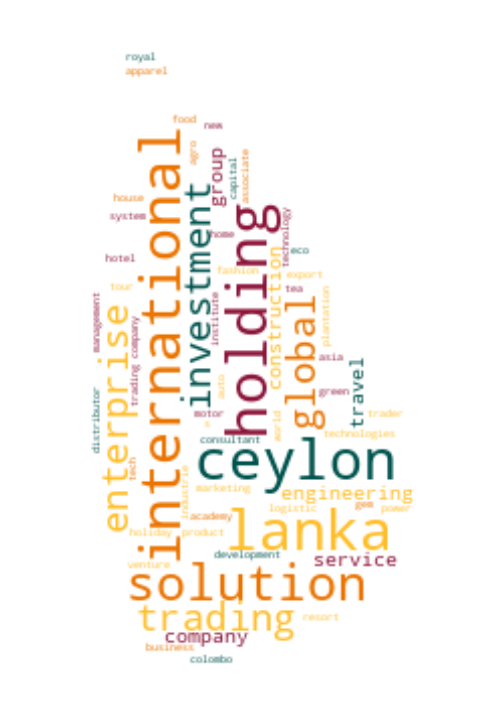 royal
apparel
food
new
international
agro
group
capital
associate
investment
holding
technology
house
system
home
eco
hotel
fashion
construction
export
tour
tea
plantation
management
trading company
institute
global
enterprise
asia
travel
auto
green
distributor
motor
world
trader
s
technologies
consultant
ceylon
tech
industrie
marketing
engineering
logistic
gem
power
academy
lanka
holiday
product
development
service
venture
solution
trading
resort
company
business
colombo